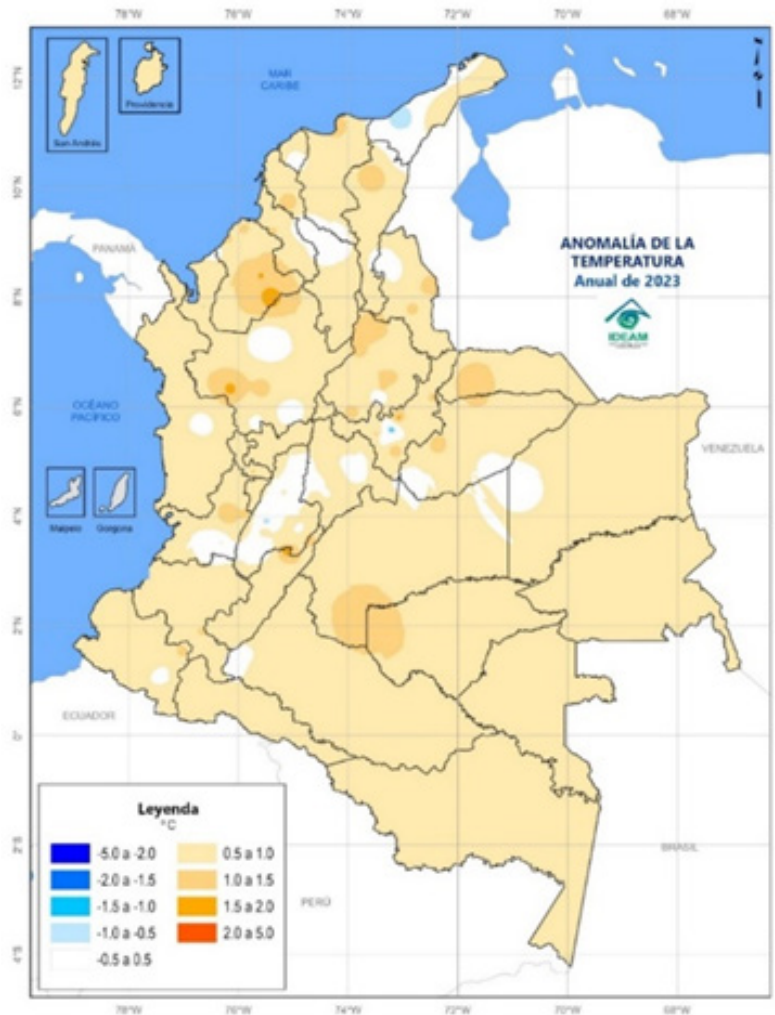 78°W 76°W 74°W 72°W 70°W 68°W
12°N
10°N
8°N
6°N
4°N
2°N
0°
2°S
4°S
San Andrés
Providencia
MAR
CARIBE
PANAMÁ
ANOMALÍA DE LA
TEMPERATURA
Anual de 2023
IDEAM
OCÉANO
PACÍFICO
VENEZUELA
Malpelo
Gorgona
ECUADOR
BRASIL
PERÚ
Leyenda
°C
-5.0 a -2.0
-2.0 a -1.5
-1.5 a -1.0
-1.0 a -0.5
-0.5 a 0.5
0.5 a 1.0
1.0 a 1.5
1.5 a 2.0
2.0 a 5.0
78°W 76°W 74°W 72°W 70°W 68°W